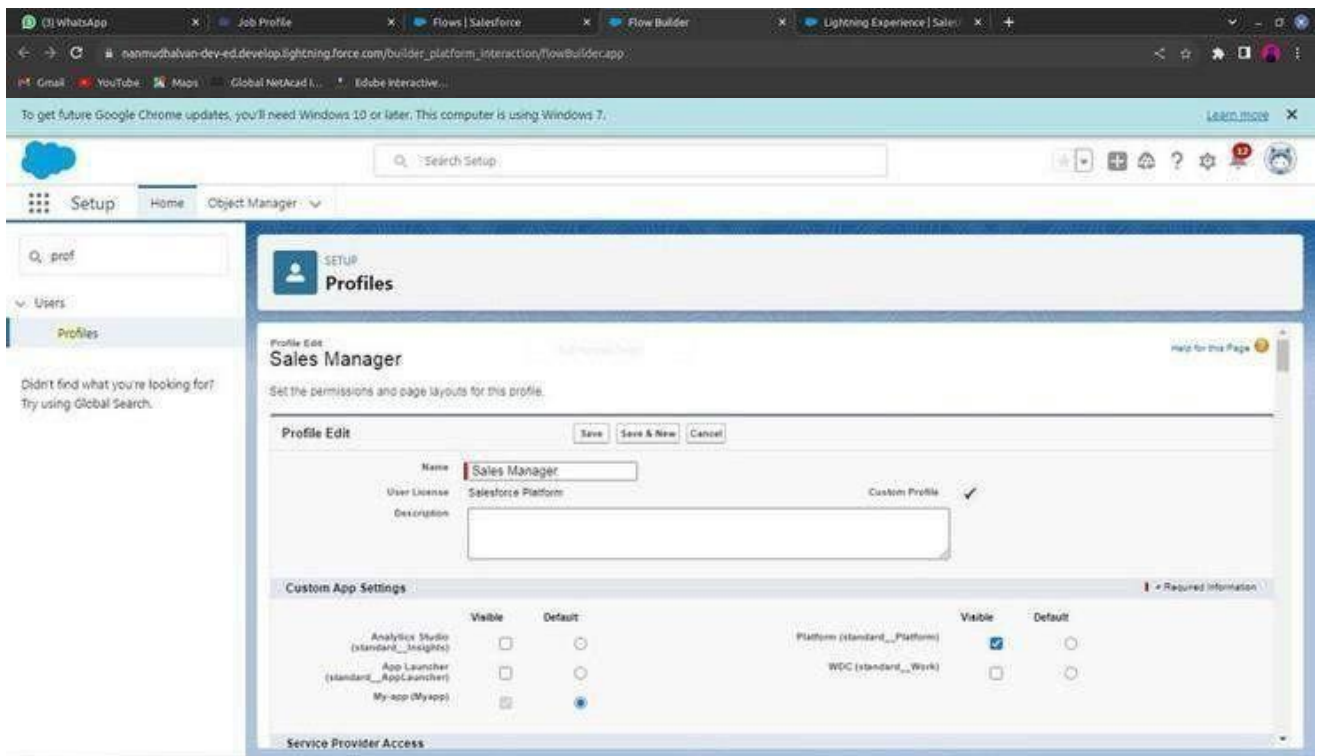 (3) WhatsApp
Job Profile
Flows | Salesforce
Flow Builder
Lightning Experience | Sales
nanmudhalvan-dev-ed.develop.lightning.force.com/builder_platform_interaction/flowBuilder.app
Gmail YouTube Maps Global NetAcad I... Edube Interactive...
To get future Google Chrome updates, you'll need Windows 10 or later. This computer is using Windows 7. Learn more
Search Setup
12
Setup Home Object Manager
prof
Users
Profiles
Didn't find what you're looking for?
Try using Global Search.
SETUP
Profiles
Profile Edit
Sales Manager
Help for this Page
Set the permissions and page layouts for this profile.
Profile Edit Save Save & New Cancel
Name Sales Manager
User License Salesforce Platform Custom Profile
Description
Custom App Settings = Required Information
Visible Default Visible Default
Analytics Studio
(standard__Insights)
Platform (standard__Platform)
App Launcher
(standard__AppLauncher)
WDC (standard__Work)
My-app (Myapp)
Service Provider Access